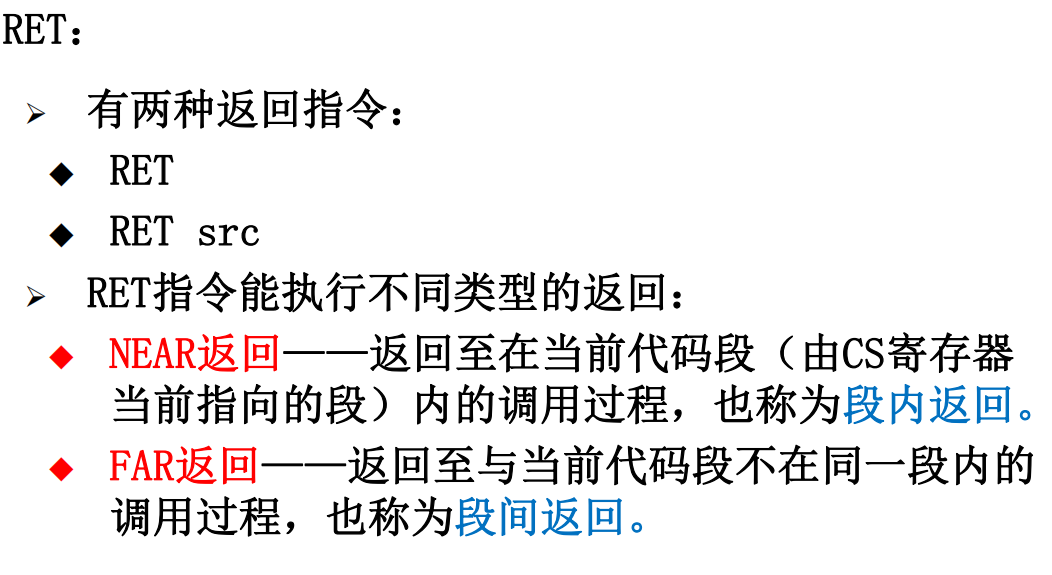 RET：
➢ 有两种返回指令：
◆ RET
◆ RET src
➢ RET指令能执行不同类型的返回：
◆ NEAR返回——返回至在当前代码段（由CS寄存器
当前指向的段）内的调用过程，也称为段内返回。
◆ FAR返回——返回至与当前代码段不在同一段内的
调用过程，也称为段间返回。